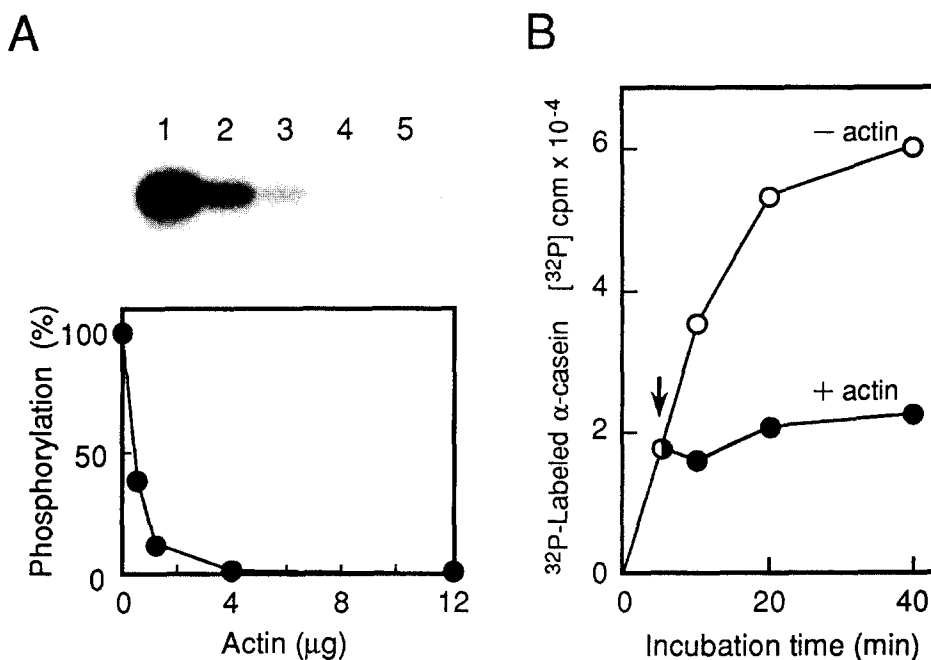 A
1 2 3 4 5
Phosphorylation (%)
100
50
0
0 4 8 12
Actin (μg)
B
³²P-Labeled α-casein [³²P] cpm x 10⁻⁴
6
4
2
0
− actin
+ actin
0 20 40
Incubation time (min)